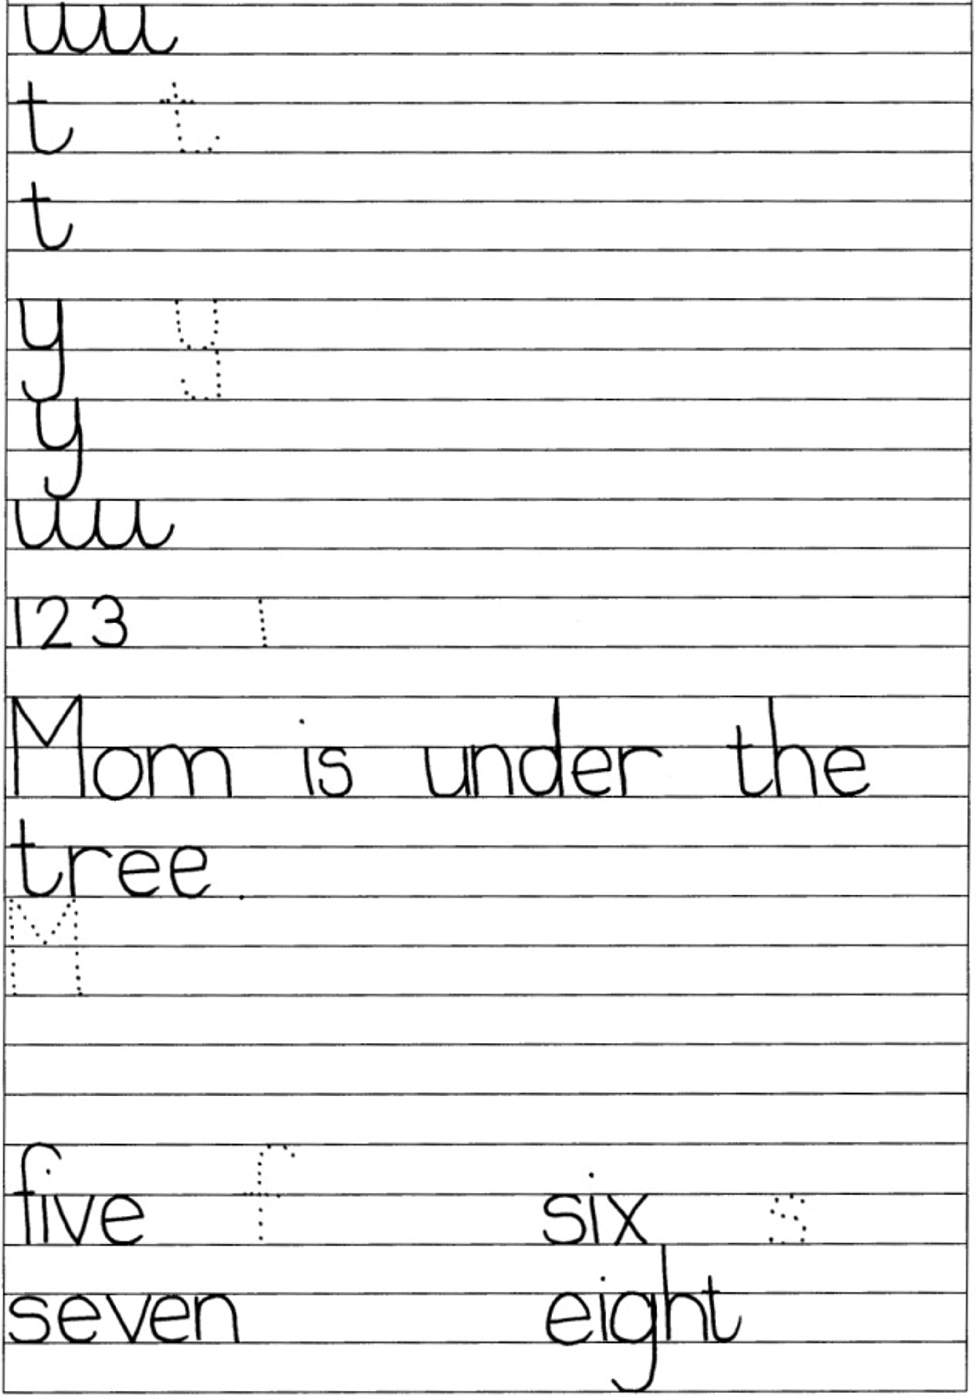 uuu
t t
t
y y
y
uuu
123 1
Mom is under the
tree.
M
five f six s
seven eight